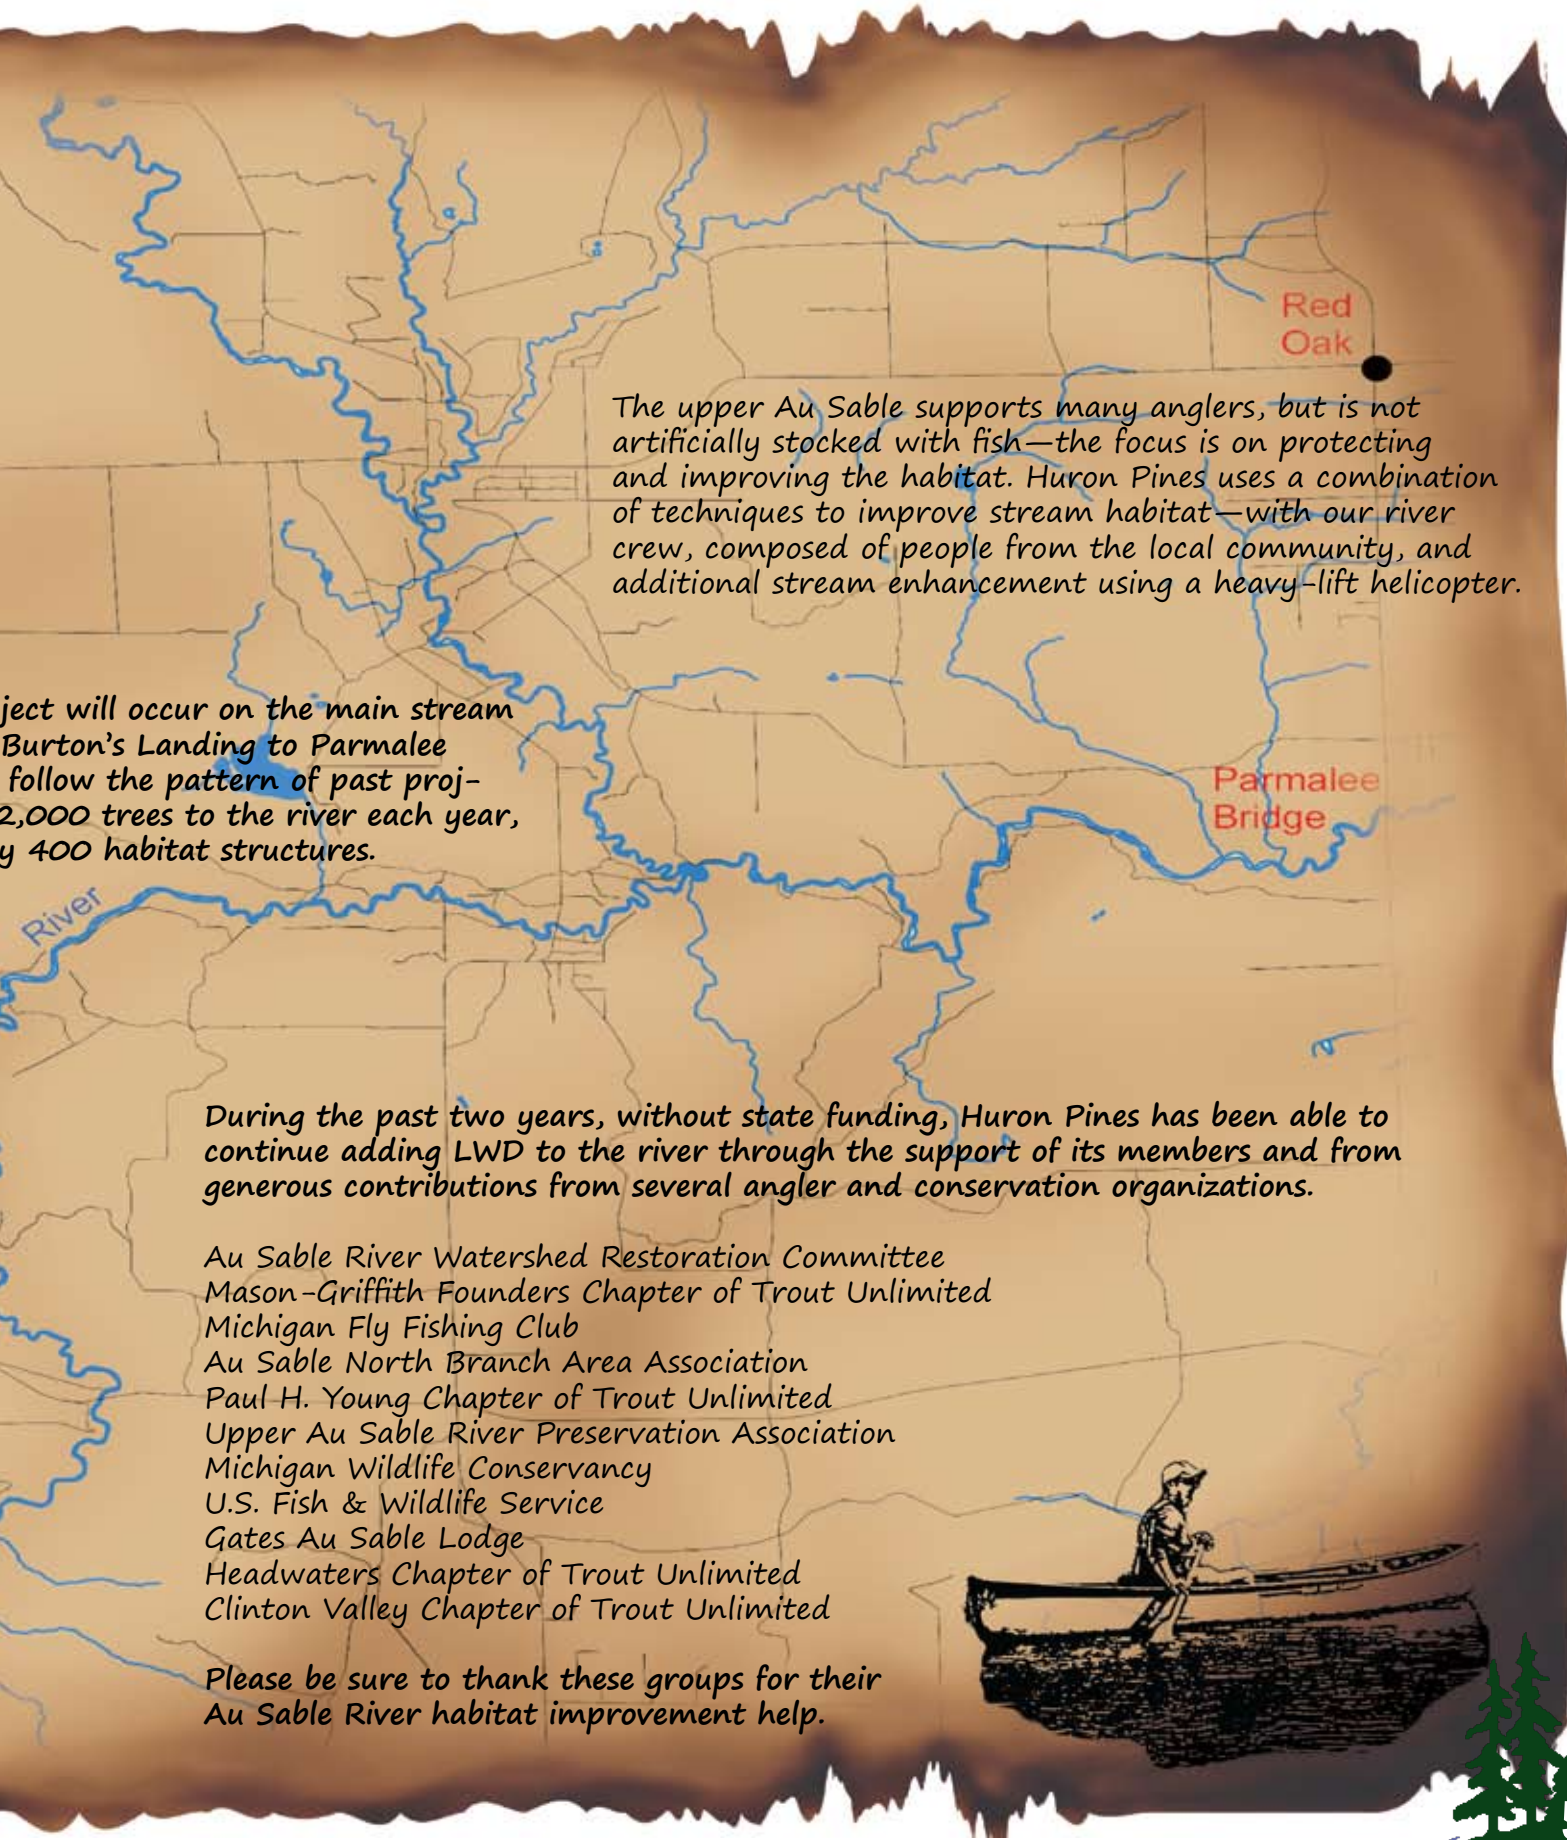 Red
Oak
The upper Au Sable supports many anglers, but is not
artificially stocked with fish—the focus is on protecting
and improving the habitat. Huron Pines uses a combination
of techniques to improve stream habitat—with our river
crew, composed of people from the local community, and
additional stream enhancement using a heavy-lift helicopter.
ject will occur on the main stream
Burton's Landing to Parmalee
follow the pattern of past proj-
2,000 trees to the river each year,
y 400 habitat structures.
Parmalee
Bridge
River
During the past two years, without state funding, Huron Pines has been able to
continue adding LWD to the river through the support of its members and from
generous contributions from several angler and conservation organizations.
Au Sable River Watershed Restoration Committee
Mason-Griffith Founders Chapter of Trout Unlimited
Michigan Fly Fishing Club
Au Sable North Branch Area Association
Paul H. Young Chapter of Trout Unlimited
Upper Au Sable River Preservation Association
Michigan Wildlife Conservancy
U.S. Fish & Wildlife Service
Gates Au Sable Lodge
Headwaters Chapter of Trout Unlimited
Clinton Valley Chapter of Trout Unlimited
Please be sure to thank these groups for their
Au Sable River habitat improvement help.